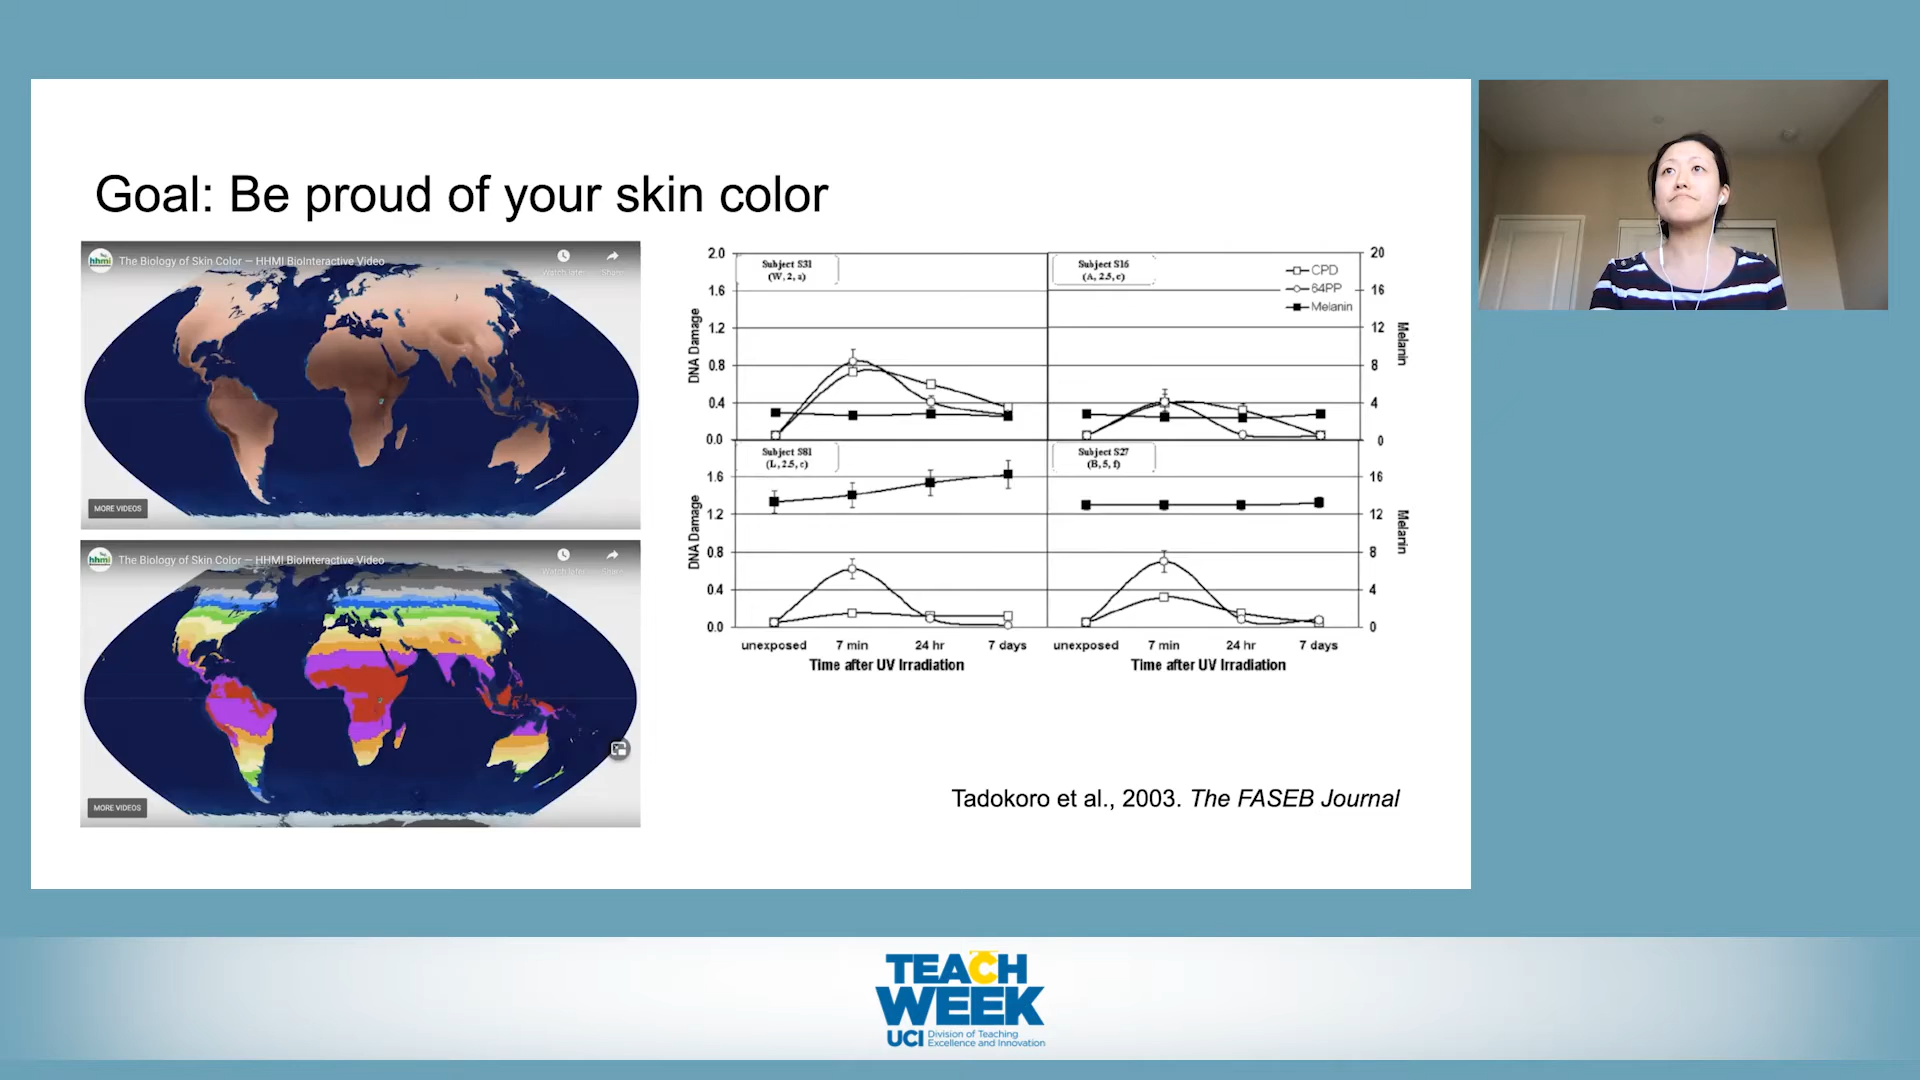 Goal: Be proud of your skin color
hhmi
The Biology of Skin Color — HHMI BioInteractive Video
Watch later
Share
MORE VIDEOS
hhmi
The Biology of Skin Color — HHMI BioInteractive Video
Watch later
Share
MORE VIDEOS
2.0
1.6
1.2
0.8
0.4
0.0
DNA Damage
Subject S31
(W, 2, a)
Subject S16
(A, 2.5, c)
CPD
64PP
Melanin
20
16
12
8
4
0
Melanin
1.6
1.2
0.8
0.4
0.0
DNA Damage
Subject S81
(L, 2.5, c)
Subject S27
(B, 5, f)
16
12
8
4
0
Melanin
unexposed 7 min 24 hr 7 days
Time after UV Irradiation
unexposed 7 min 24 hr 7 days
Time after UV Irradiation
Tadokoro et al., 2003. The FASEB Journal
TEACH
WEEK
UCI Division of Teaching
Excellence and Innovation